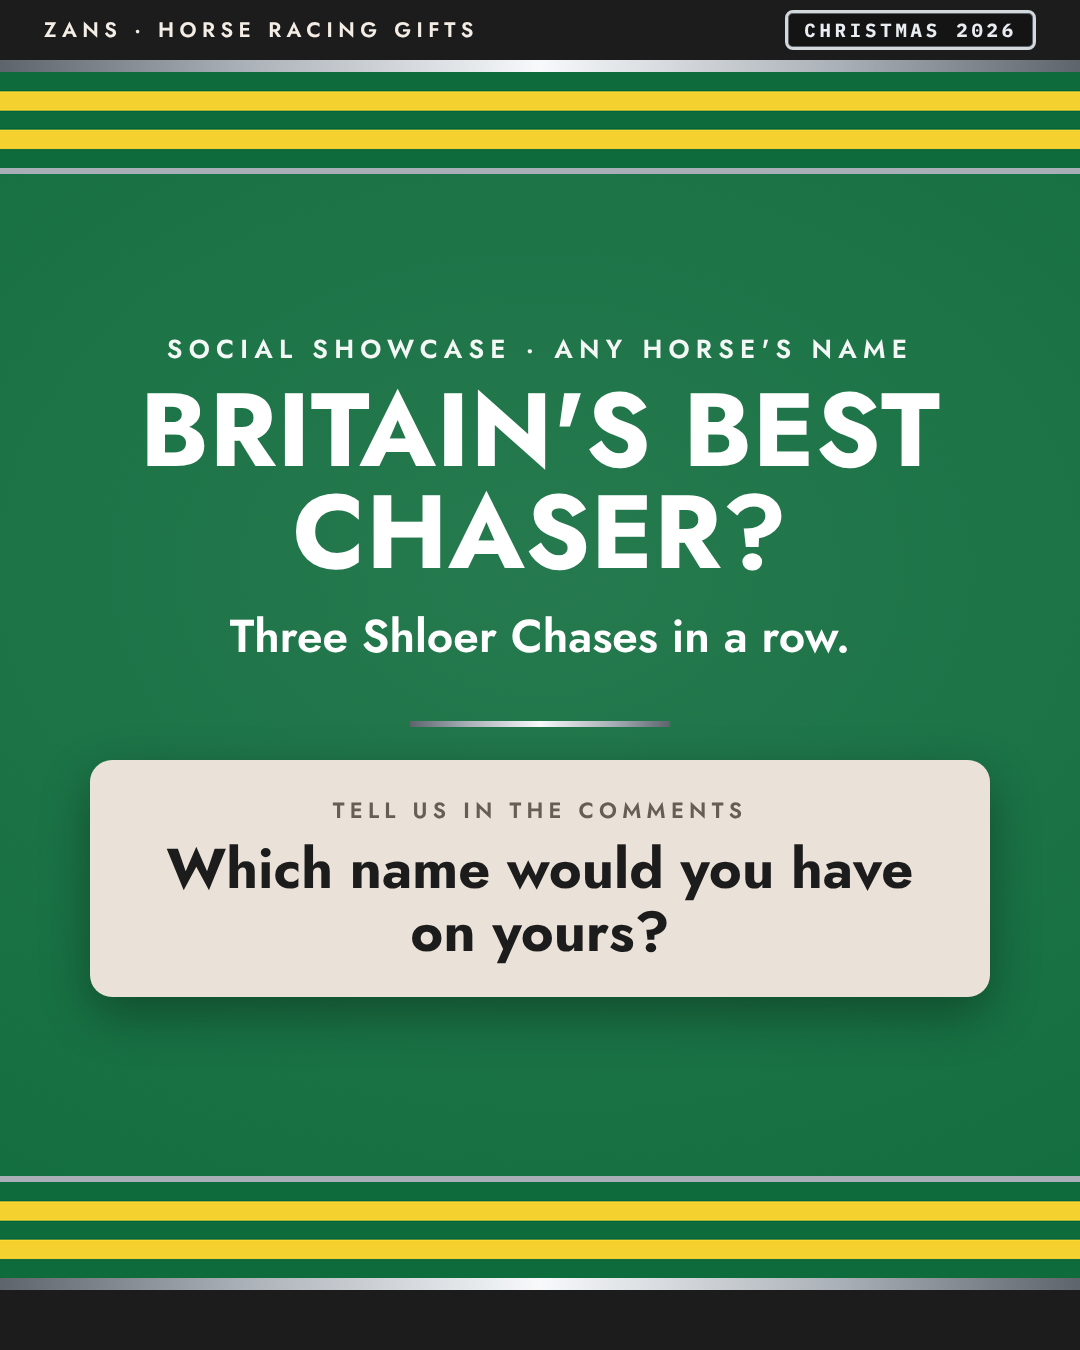 ZANS · HORSE RACING GIFTS
CHRISTMAS 2026
SOCIAL SHOWCASE · ANY HORSE'S NAME
BRITAIN'S BEST
CHASER?
Three Shloer Chases in a row.
TELL US IN THE COMMENTS
Which name would you have
on yours?